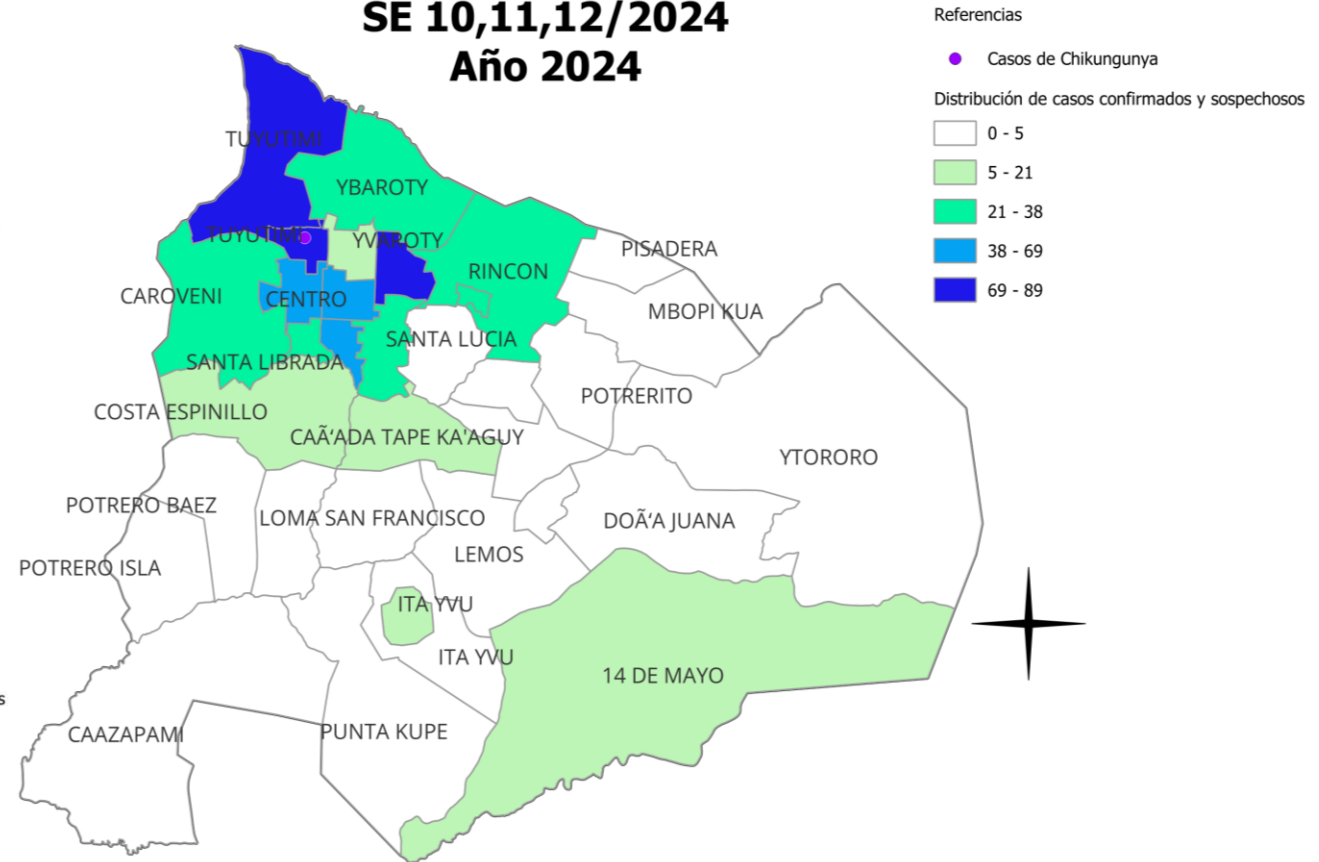 SE 10,11,12/2024
Año 2024
Referencias
Casos de Chikungunya
Distribución de casos confirmados y sospechosos
0 - 5
5 - 21
21 - 38
38 - 69
69 - 89
TUYUTIMI
YBAROTY
TUYUTIMI
YVAROTY
PISADERA
RINCON
CAROVENI
CENTRO
MBOPI KUA
SANTA LUCIA
SANTA LIBRADA
POTRERITO
COSTA ESPINILLO
CAÃ‘ADA TAPE KA'AGUY
YTORORO
POTRERO BAEZ
LOMA SAN FRANCISCO
DOÃ‘A JUANA
LEMOS
POTRERO ISLA
ITA YVU
ITA YVU
14 DE MAYO
s
CAAZAPAMI
PUNTA KUPE